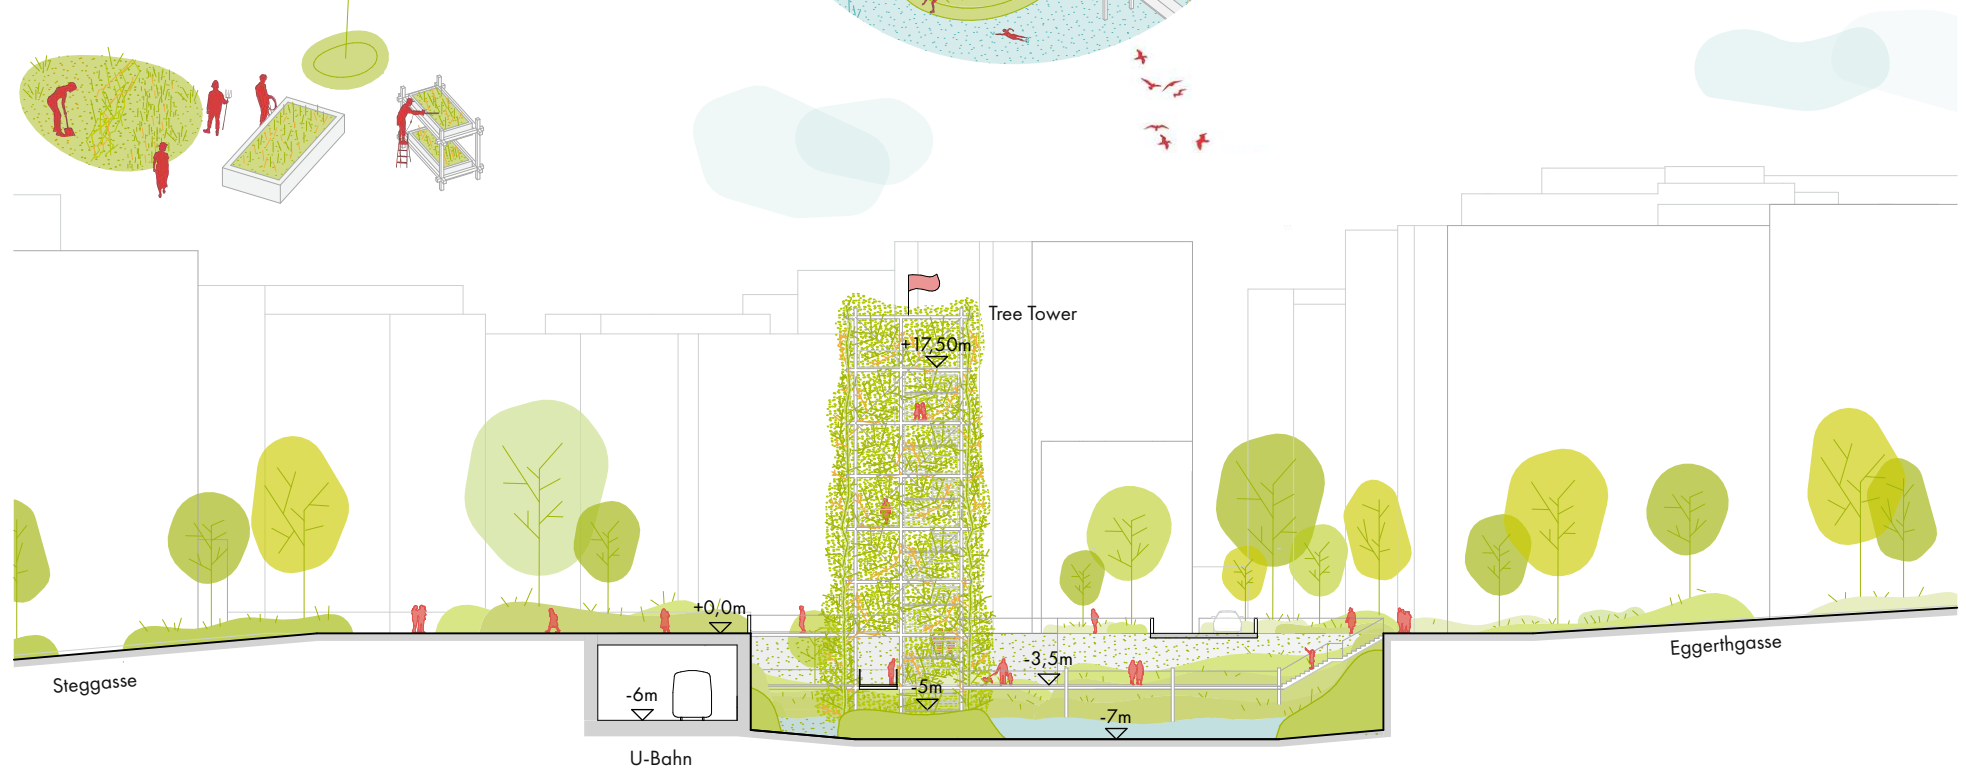 Tree Tower
+17,50m
+0,0m
Eggerthgasse
-3,5m
Steggasse
-6m
-5m
-7m
U-Bahn